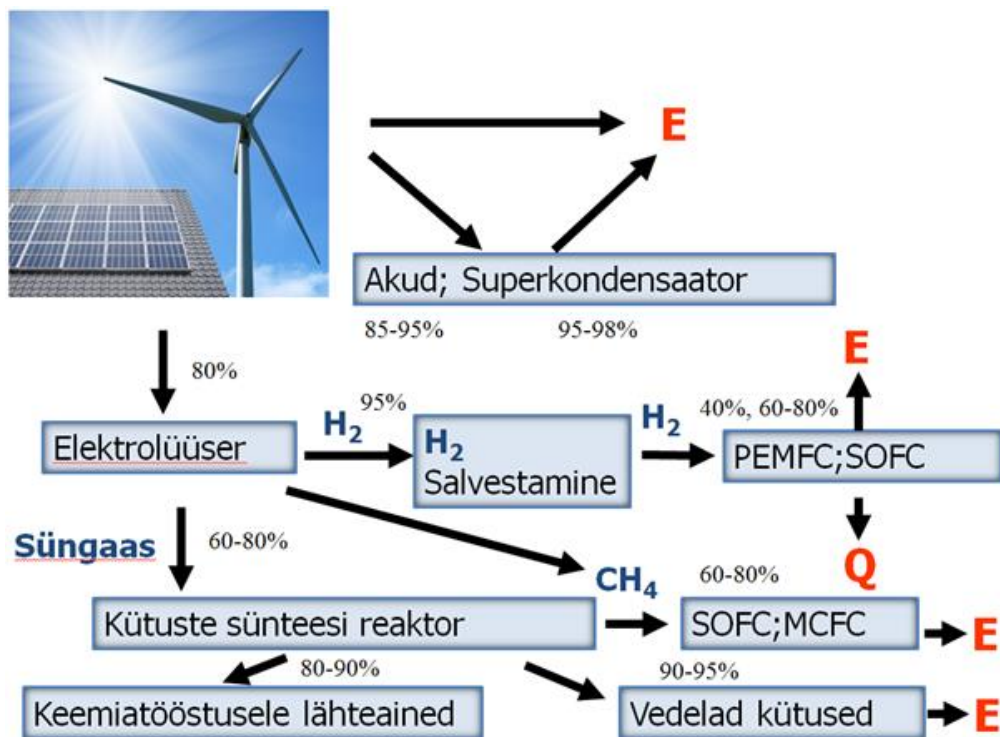 E
Akud; Superkondensaator
85-95%
95-98%
E
80%
95%
40%, 60-80%
H2
H2
Elektrolüüser
H2
Salvestamine
PEMFC;SOFC
Süngaas
60-80%
Q
CH4
60-80%
Kütuste sünteesi reaktor
SOFC;MCFC
E
80-90%
90-95%
Keemiatööstusele lähteained
Vedelad kütused
E